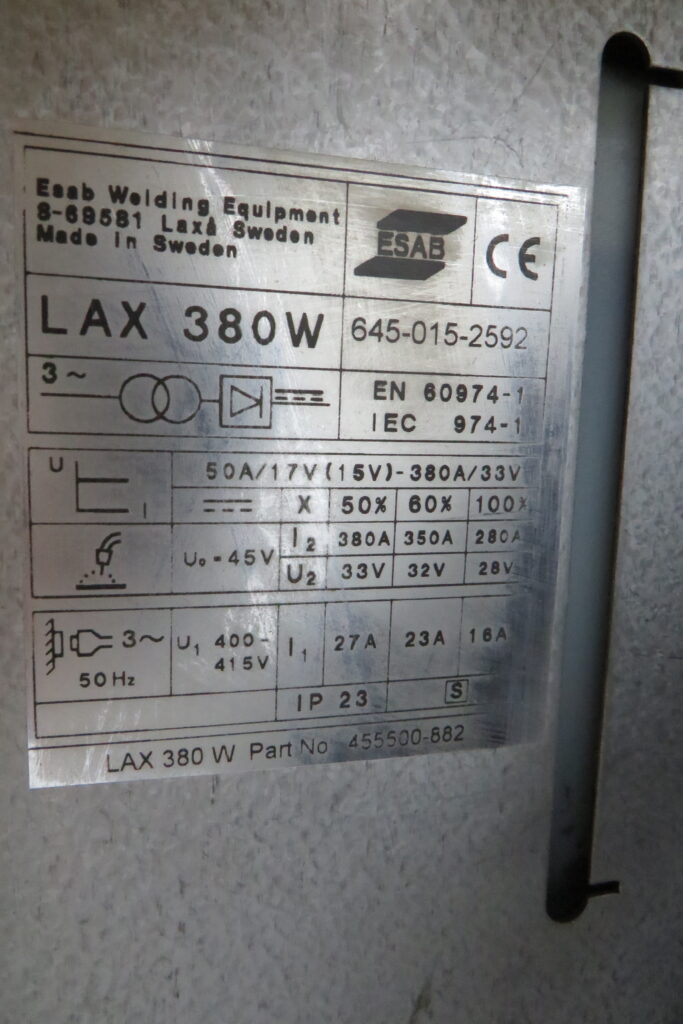 Esab Welding Equipment
S-69581 Laxå Sweden
Made in Sweden
ESAB
CE
LAX 380W
645-015-2592
3~
EN 60974-1
IEC 974-1
U
I
50A/17V(15V)-380A/33V
X 50% 60% 100%
U₀=45V
I₂ 380A 350A 280A
U₂ 33V 32V 28V
3~
50Hz
U₁ 400-
415V
I₁ 27A 23A 16A
IP 23
S
LAX 380 W Part No 455500-882